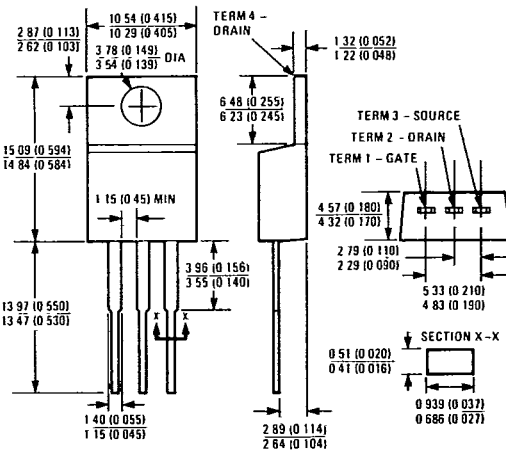 10 54 (0 415)
10 29 (0 405)
2 87 (0 113)
2 62 (0 103)
3 78 (0 149)
3 54 (0 139)
DIA
TERM 4 -
DRAIN
1 32 (0 052)
1 22 (0 048)
6 48 (0 255)
6 23 (0 245)
TERM 3 - SOURCE
TERM 2 - DRAIN
TERM 1 - GATE
15 09 (0 594)
14 84 (0 584)
1 15 (0 45) MIN
4 57 (0 180)
4 32 (0 170)
2 79 (0 110)
2 29 (0 090)
5 33 (0 210)
4 83 (0 190)
3 96 (0 156)
3 55 (0 140)
13 97 (0 550)
13 47 (0 530)
X X
SECTION X-X
0 51 (0 020)
0 41 (0 016)
0 939 (0 037)
0 686 (0 027)
1 40 (0 055)
1 15 (0 045)
2 89 (0 114)
2 64 (0 104)